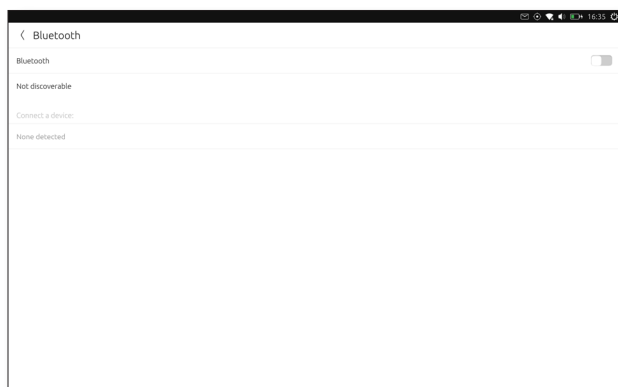 16:35
Bluetooth
Bluetooth
Not discoverable
Connect a device:
None detected